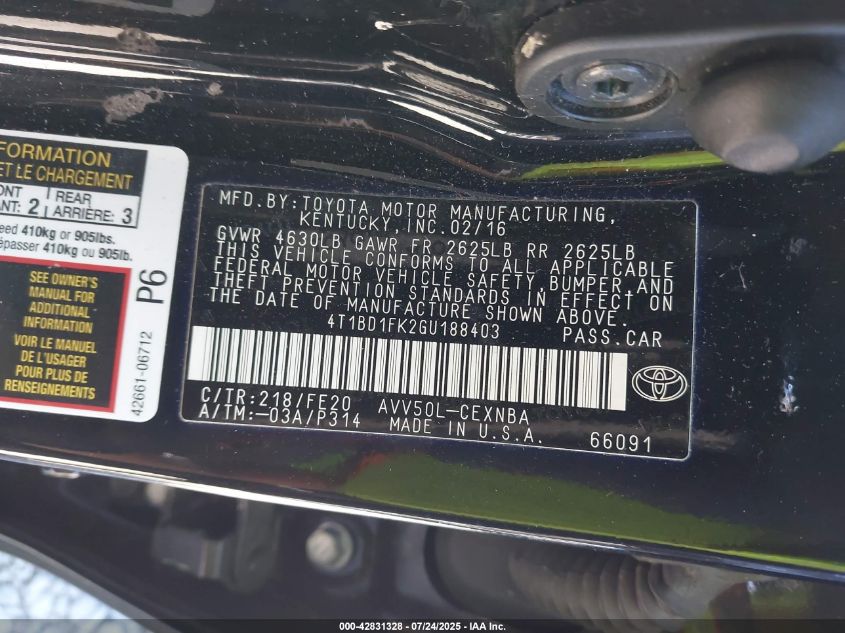 FORMATION
ET LE CHARGEMENT
REAR
ANT: 2 ARRIÈRE: 3
eed 410kg or 905lbs.
épasser 410kg ou 905lb.
SEE OWNER'S
MANUAL FOR
ADDITIONAL
INFORMATION
VOIR LE MANUEL
DE L'USAGER
POUR PLUS DE
RENSEIGNEMENTS
P6
42661-06712
MFD.BY:TOYOTA MOTOR MANUFACTURING,
KENTUCKY,INC.02/16
GVWR 4630LB GAWR FR 2625LB RR 2625LB
THIS VEHICLE CONFORMS TO ALL APPLICABLE
FEDERAL MOTOR VEHICLE SAFETY,BUMPER,AND
THEFT PREVENTION STANDARDS IN EFFECT ON
THE DATE OF MANUFACTURE SHOWN ABOVE.
4T1BD1FK2GU188403 PASS.CAR
C/TR:218/FE20 AVV50L-CEXNBA
A/TM:-03A/P314 MADE IN U.S.A. 66091
000-42831328 - 07/24/2025 - IAAI.COM